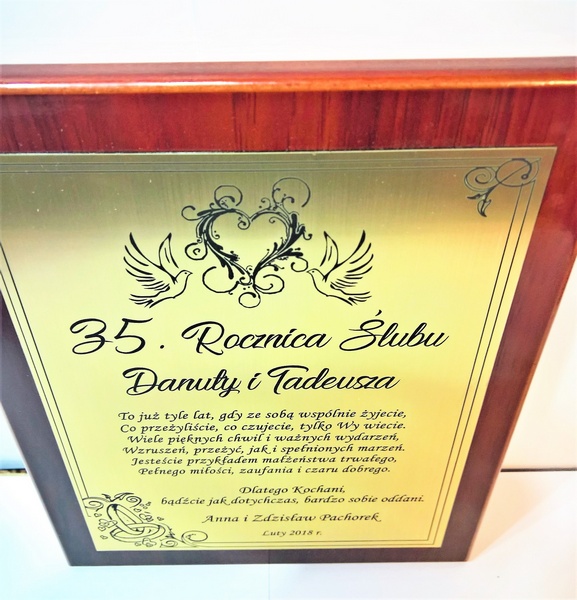 35. Rocznica Ślubu
Danuty i Tadeusza
To już tyle lat, gdy ze sobą wspólnie żyjecie,
Co przeżyliście, co czujecie, tylko Wy wiecie.
Wiele pięknych chwil i ważnych wydarzeń,
Wzruszeń, przeżyć, jak i spełnionych marzeń.
Jesteście przykładem małżeństwa trwałego,
Pełnego miłości, zaufania i czaru dobrego.
Dlatego Kochani,
bądźcie jak dotychczas, bardzo sobie oddani.
Anna i Zdzisław Pachorek
Luty 2018 r.